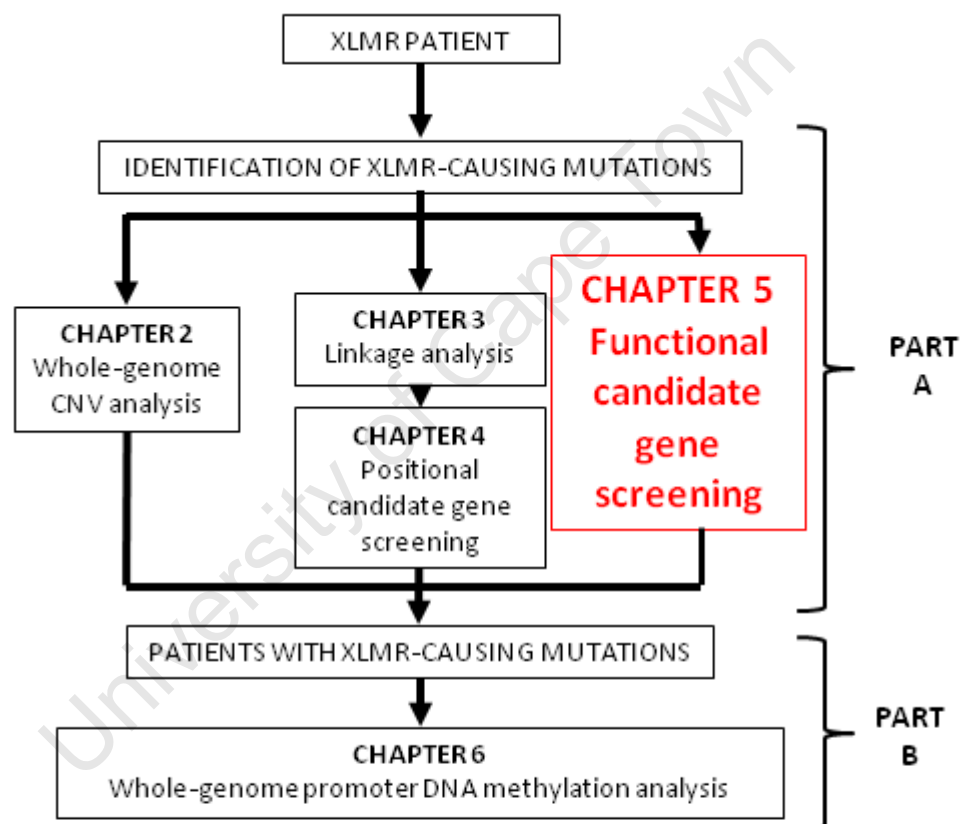 XLMR PATIENT
IDENTIFICATION OF XLMR-CAUSING MUTATIONS
CHAPTER 2
Whole-genome
CNV analysis
CHAPTER 3
Linkage analysis
CHAPTER 4
Positional
candidate gene
screening
CHAPTER 5
Functional
candidate
gene
screening
PART
A
PATIENTS WITH XLMR-CAUSING MUTATIONS
CHAPTER 6
Whole-genome promoter DNA methylation analysis
PART
B
University of Cape Town